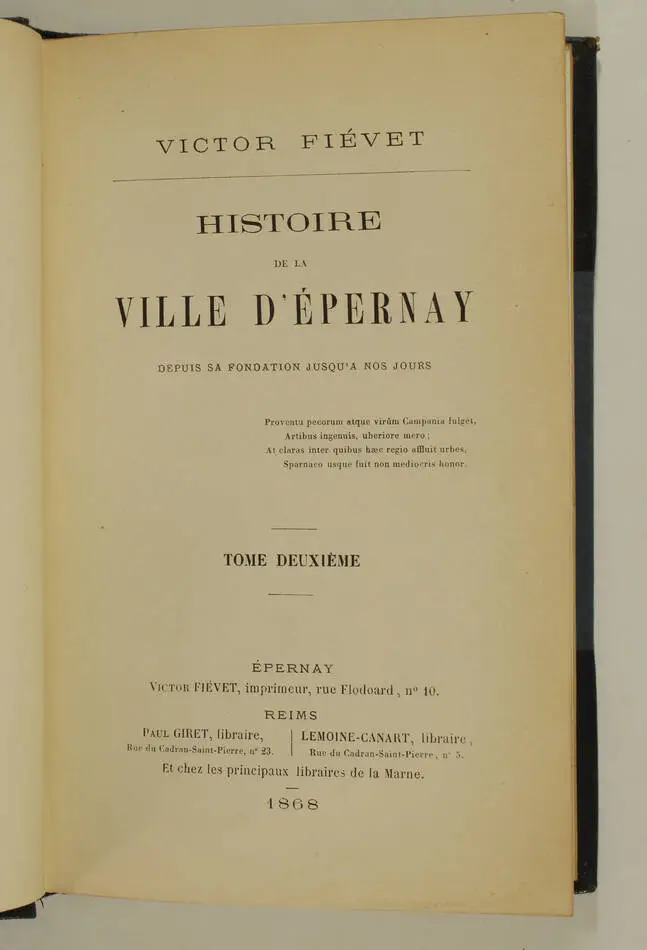 VICTOR FIÉVET
HISTOIRE
DE LA
VILLE D'ÉPERNAY
DEPUIS SA FONDATION JUSQU'A NOS JOURS
Proventu pecorum atque virûm Campania fulget,
Artibus ingenuis, uberiore mero;
At claras inter quibus hæc regio affluit urbes,
Sparnaco usque fuit non mediocris honor.
TOME DEUXIÈME
ÉPERNAY
VICTOR FIÉVET, imprimeur, rue Flodoard, nº 10.
REIMS
PAUL GIRET, libraire,
Rue du Cadran-Saint-Pierre, nº 23.
LEMOINE-CANART, libraire,
Rue du Cadran-Saint-Pierre, nº 5.
Et chez les principaux libraires de la Marne.
1868